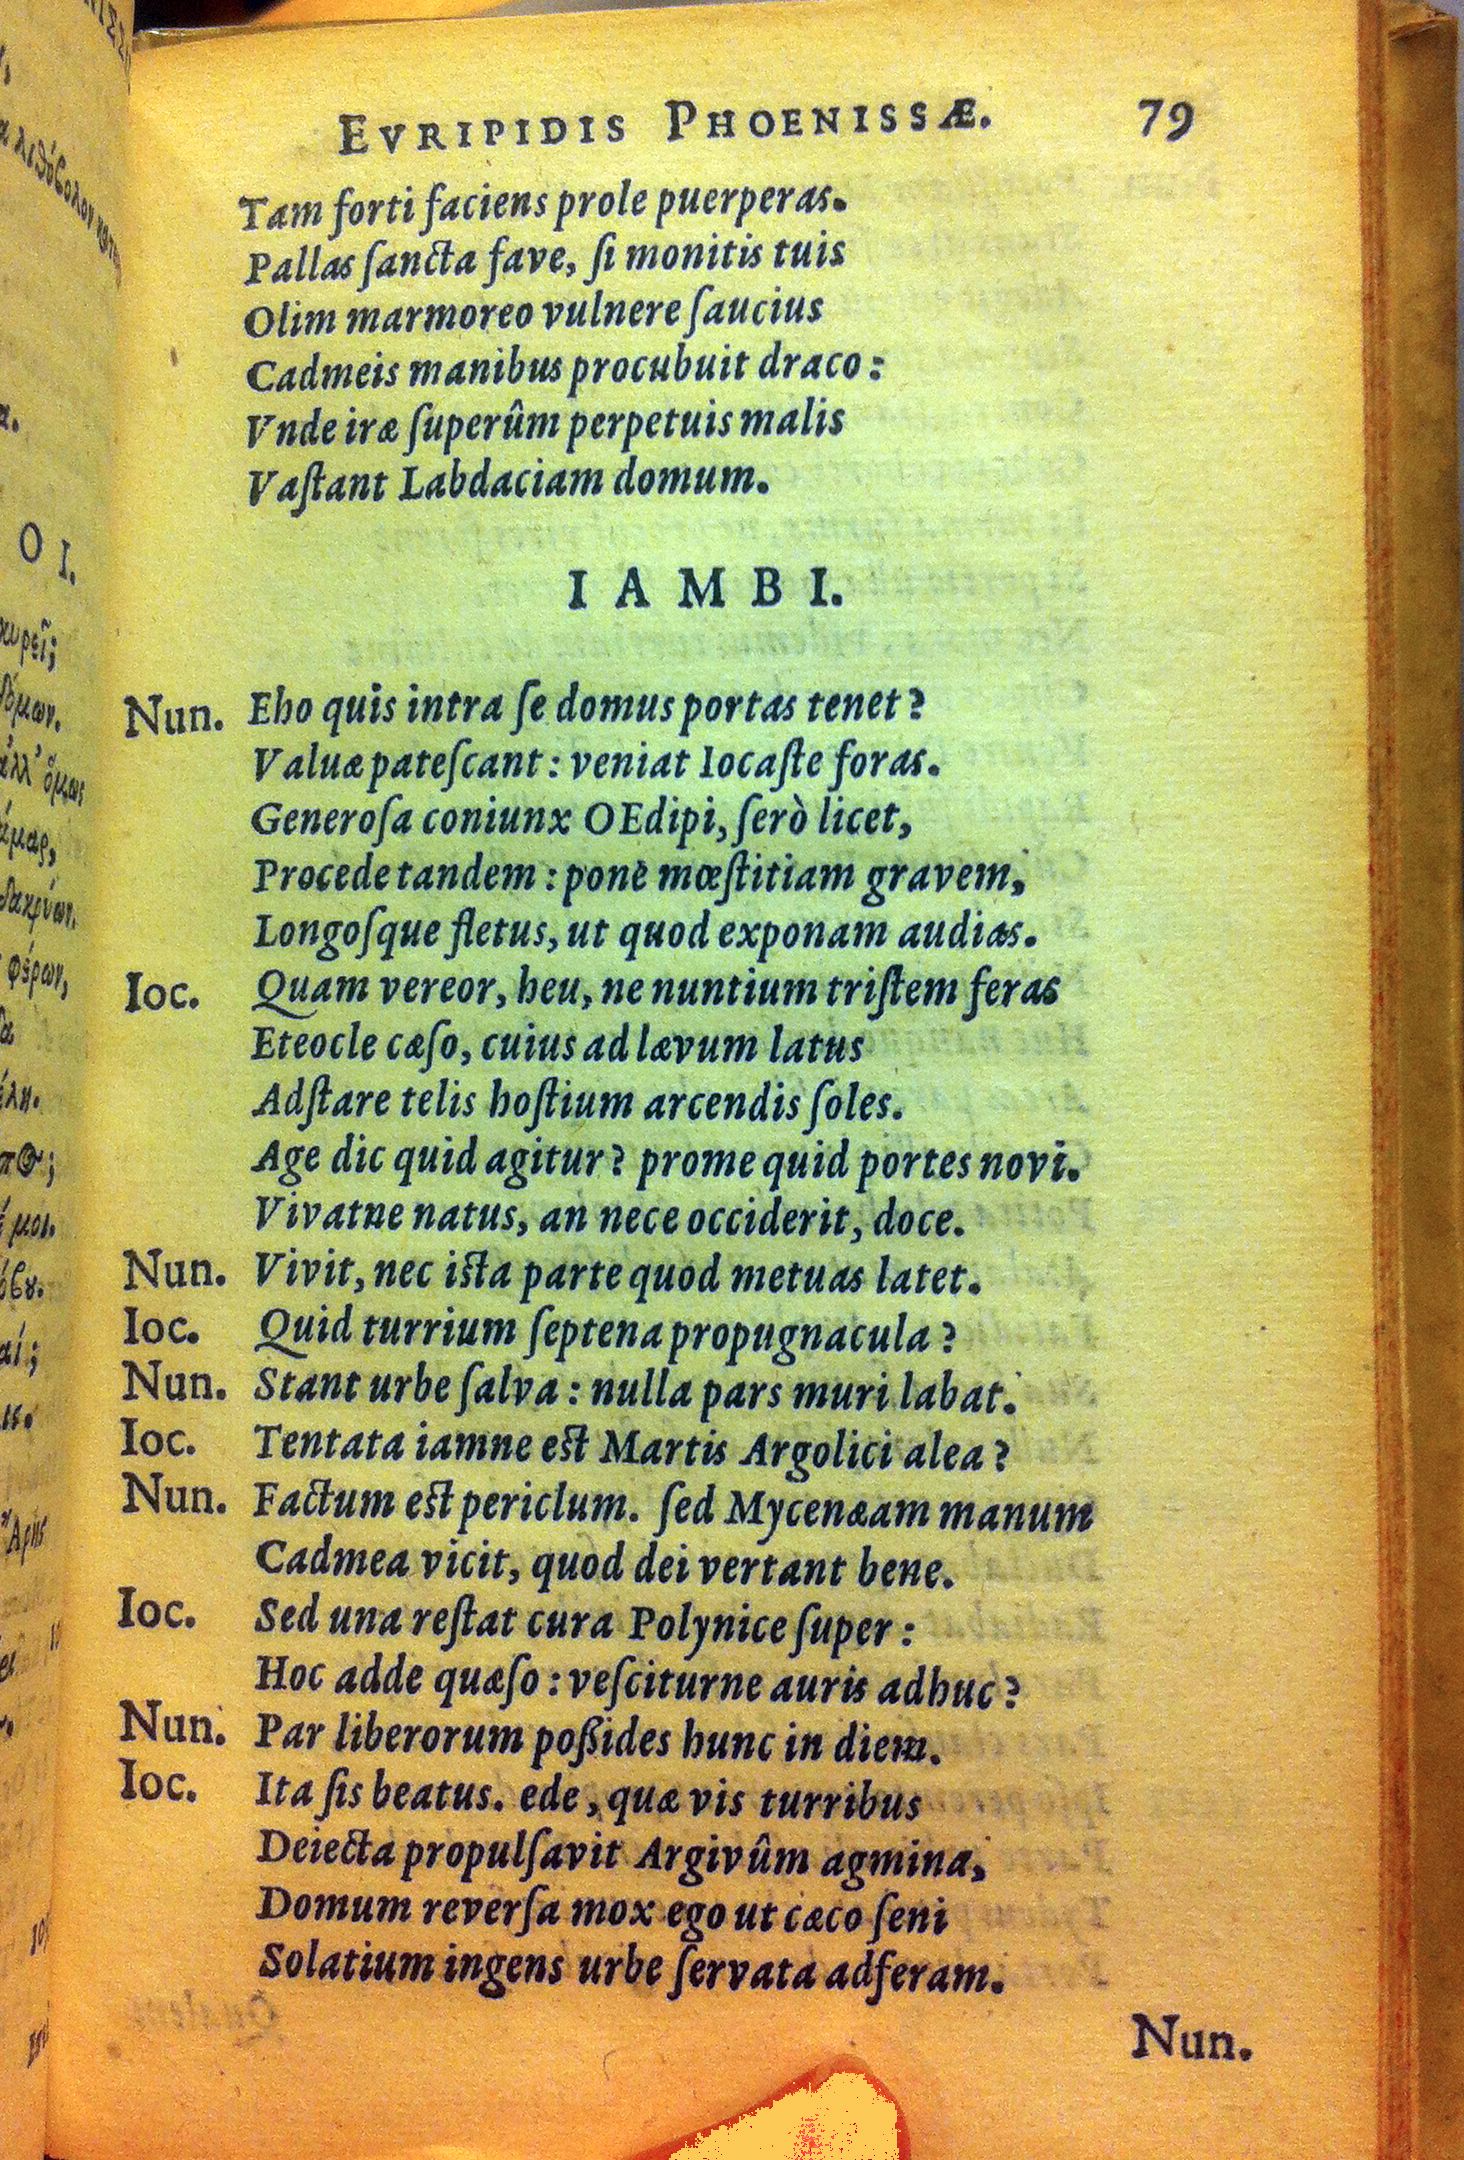 EVRIPIDIS PHOENISSÆ. 79
Tam forti faciens prole puerperas.
Pallas ſancta fave, ſi monitis tuis
Olim marmoreo vulnere ſaucius
Cadmeis manibus procubuit draco:
Vnde iræ ſuperûm perpetuis malis
Vaſtant Labdaciam domum.
IAMBI.
Nun. Eho quis intra ſe domus portas tenet?
Valuæ pateſcant: veniat Iocaſte foras.
Generoſa coniunx OEdipi, ſerò licet,
Procede tandem: pone mœſtitiam gravem,
Longoſque fletus, ut quod exponam audias.
Ioc. Quam vereor, heu, ne nuntium triſtem feras
Eteocle cæſo, cuius ad lævum latus
Adſtare telis hoſtium arcendis ſoles.
Age dic quid agitur? prome quid portes novi.
Vivatne natus, an nece occiderit, doce.
Nun. Vivit, nec iſta parte quod metuas latet.
Ioc. Quid turrium ſeptena propugnacula?
Nun. Stant urbe ſalva: nulla pars muri labat.
Ioc. Tentata iamne eſt Martis Argolici alea?
Nun. Factum eſt periclum. ſed Mycenæam manum
Cadmea vicit, quod dei vertant bene.
Ioc. Sed una reſtat cura Polynice ſuper:
Hoc adde quæſo: veſciturne auris adhuc?
Nun. Par liberorum poßides hunc in diem.
Ioc. Ita ſis beatus. ede, quæ vis turribus
Deiecta propulſavit Argivûm agmina,
Domum reverſa mox ego ut cæco ſeni
Solatium ingens urbe ſervata adferam.
Nun.